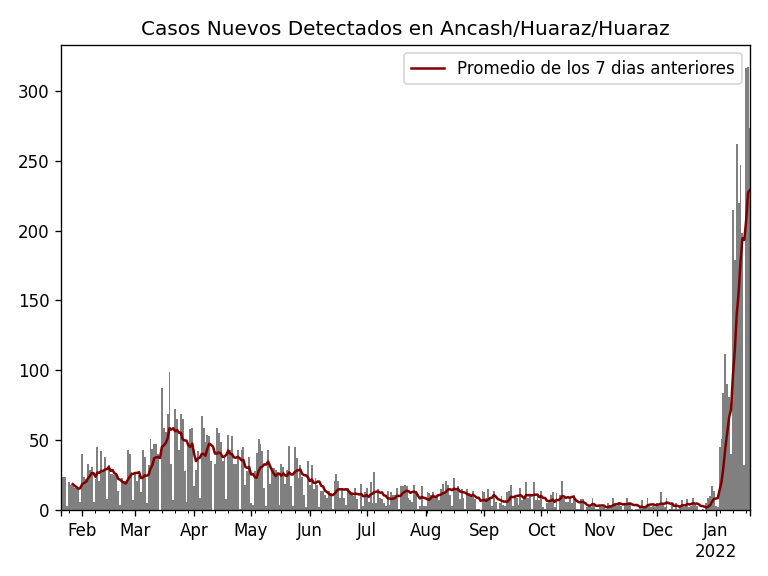 Casos Nuevos Detectados en Ancash/Huaraz/Huaraz
Promedio de los 7 dias anteriores
300
250
200
150
100
50
0
Feb Mar Apr May Jun Jul Aug Sep Oct Nov Dec Jan
2022